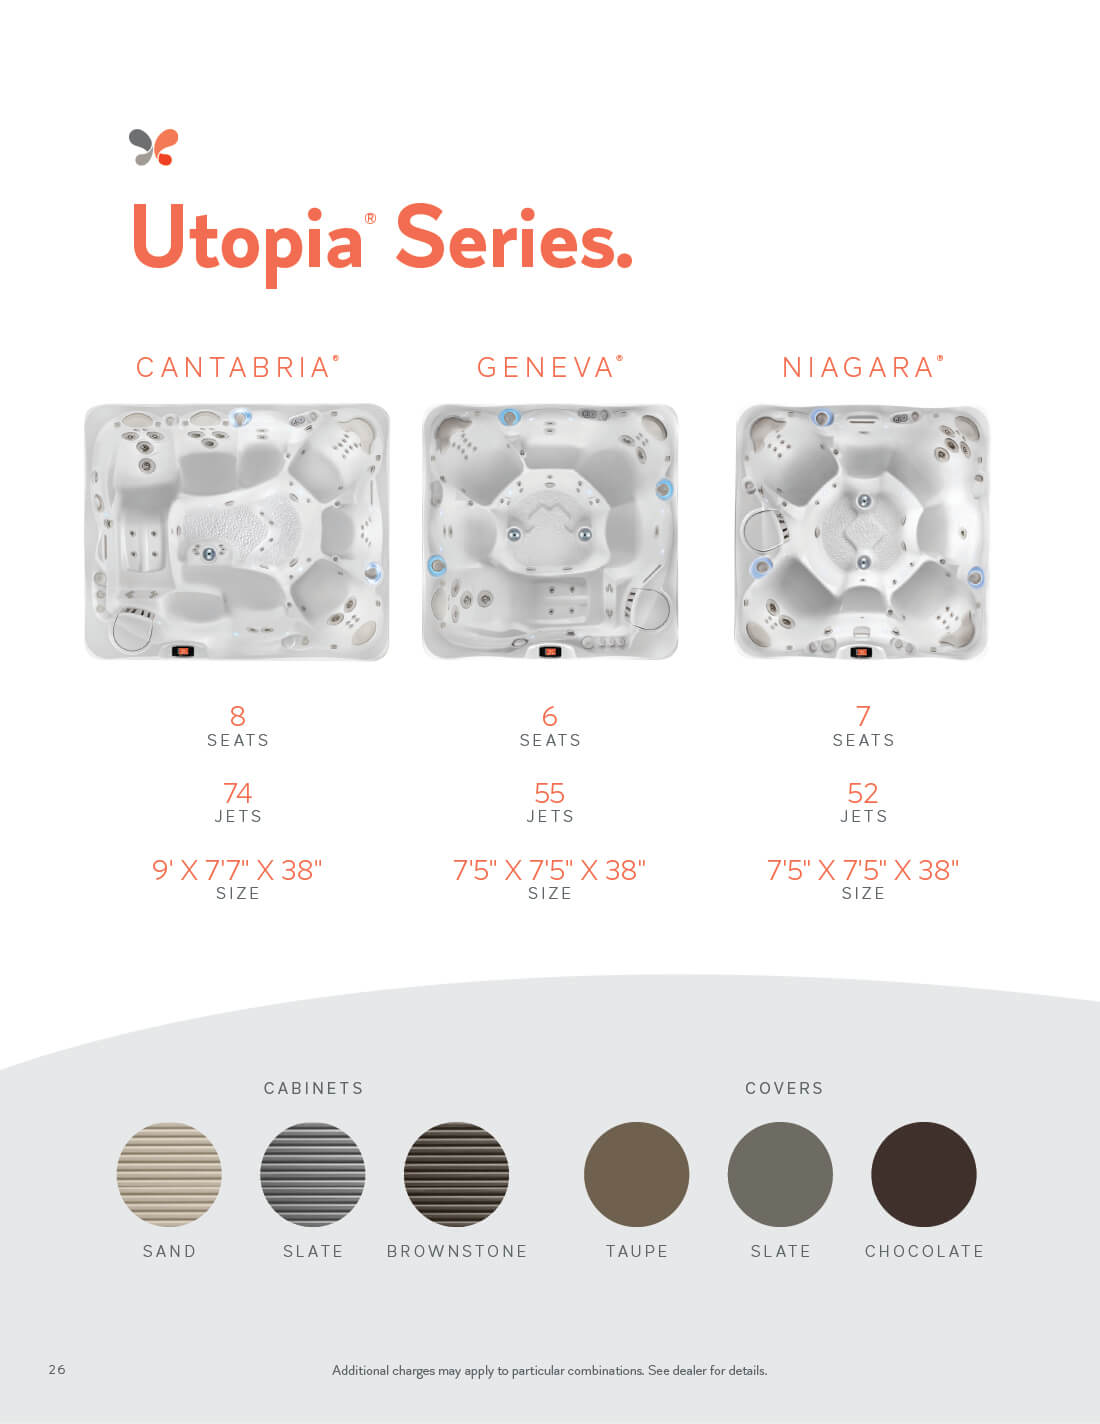 Utopia® Series.
CANTABRIA®
GENEVA®
NIAGARA®
8
SEATS
6
SEATS
7
SEATS
74
JETS
55
JETS
52
JETS
9' X 7'7" X 38"
SIZE
7'5" X 7'5" X 38"
SIZE
7'5" X 7'5" X 38"
SIZE
CABINETS
COVERS
SAND
SLATE
BROWNSTONE
TAUPE
SLATE
CHOCOLATE
26
Additional charges may apply to particular combinations. See dealer for details.